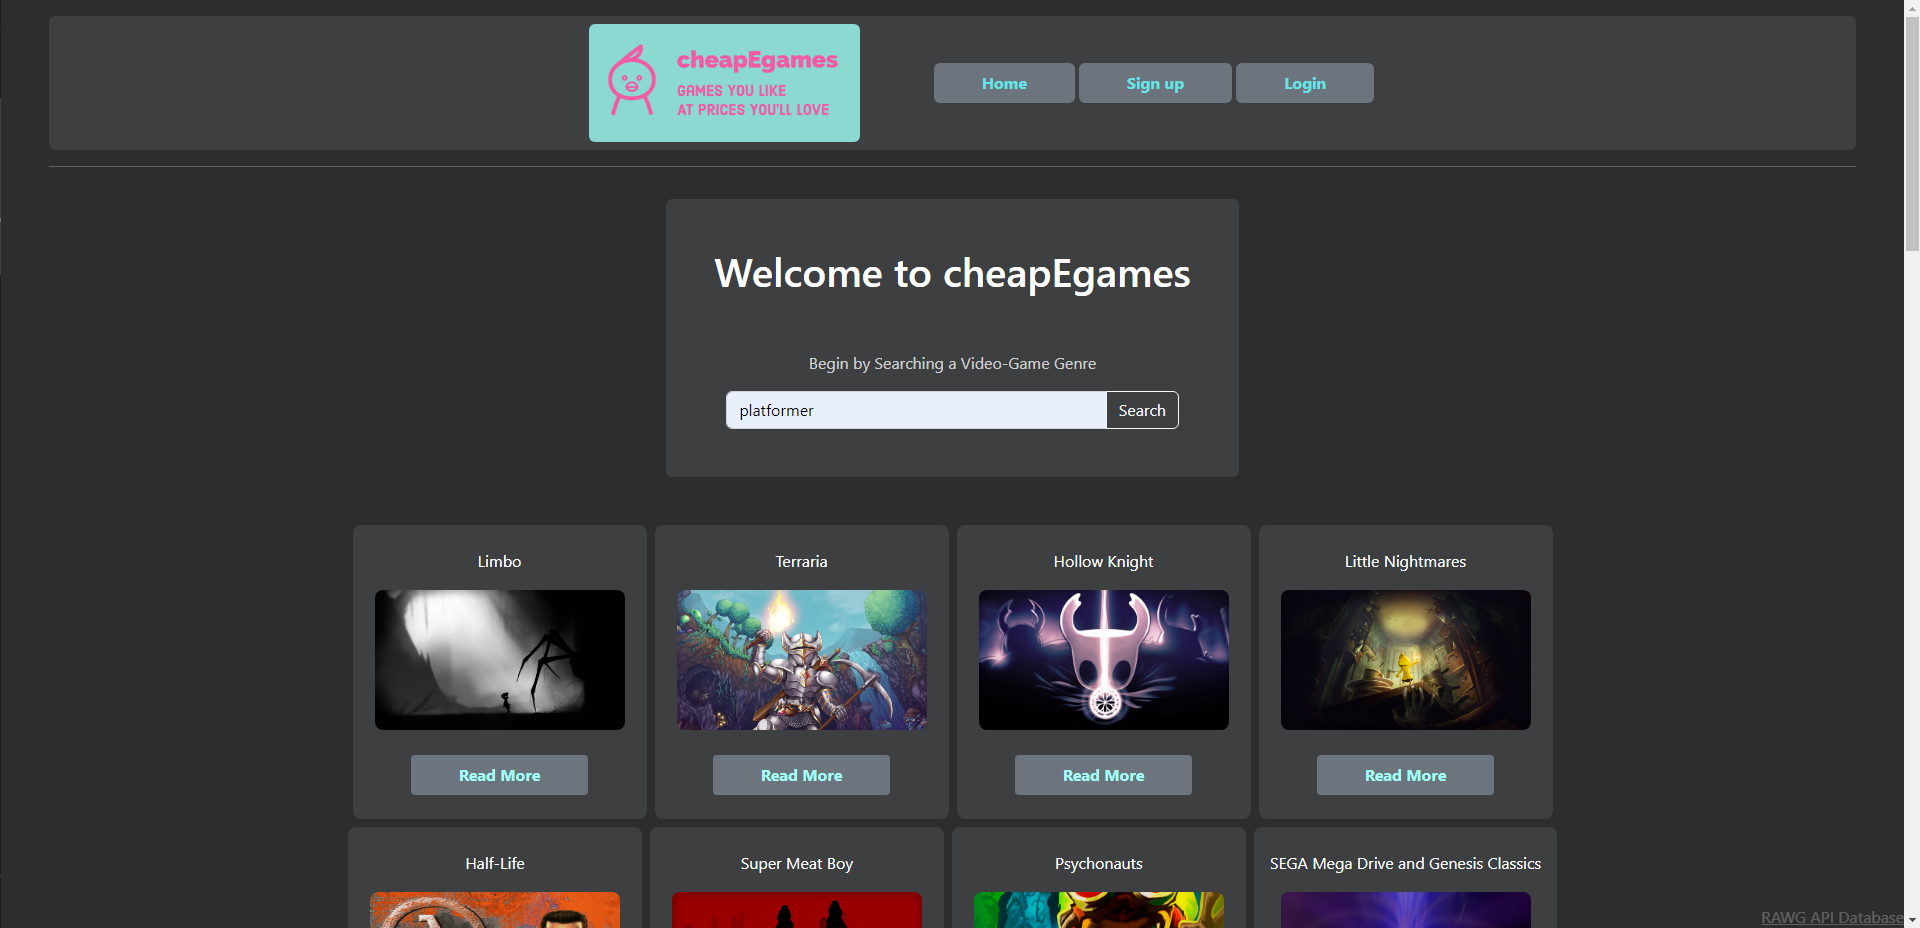 cheapEgames
GAMES YOU LIKE
AT PRICES YOU'LL LOVE
Home
Sign up
Login
Welcome to cheapEgames
Begin by Searching a Video-Game Genre
platformer
Search
Limbo
Terraria
Hollow Knight
Little Nightmares
Read More
Read More
Read More
Read More
Half-Life
Super Meat Boy
Psychonauts
SEGA Mega Drive and Genesis Classics
RAWG API Database